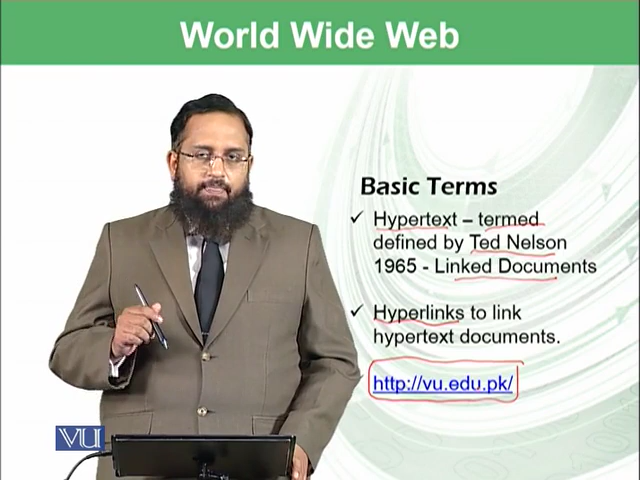 World Wide Web
Basic Terms
✓ Hypertext – termed
defined by Ted Nelson
1965 - Linked Documents
✓ Hyperlinks to link
hypertext documents.
http://vu.edu.pk/
VU